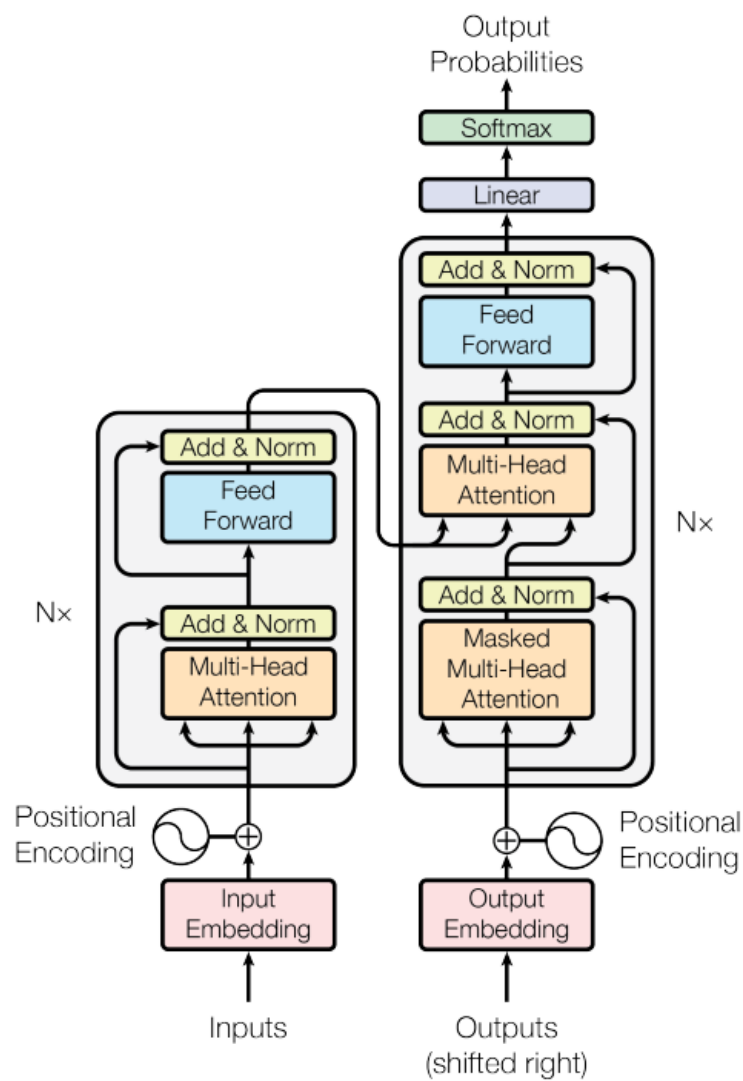 Output
Probabilities
Softmax
Linear
Add & Norm
Feed
Forward
Add & Norm
Multi-Head
Attention
Add & Norm
Masked
Multi-Head
Attention
N×
Add & Norm
Feed
Forward
Add & Norm
Multi-Head
Attention
N×
Positional
Encoding
Positional
Encoding
Input
Embedding
Output
Embedding
Inputs
Outputs
(shifted right)